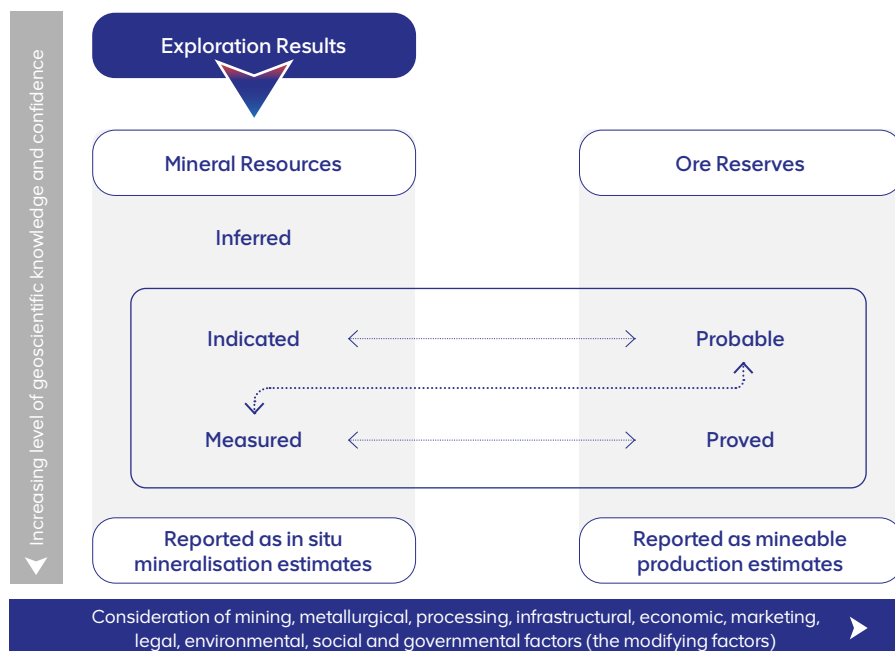 Exploration Results
Increasing level of geoscientific knowledge and confidence
Mineral Resources
Ore Reserves
Inferred
Indicated
Probable
Measured
Proved
Reported as in situ
mineralisation estimates
Reported as mineable
production estimates
Consideration of mining, metallurgical, processing, infrastructural, economic, marketing,
legal, environmental, social and governmental factors (the modifying factors)